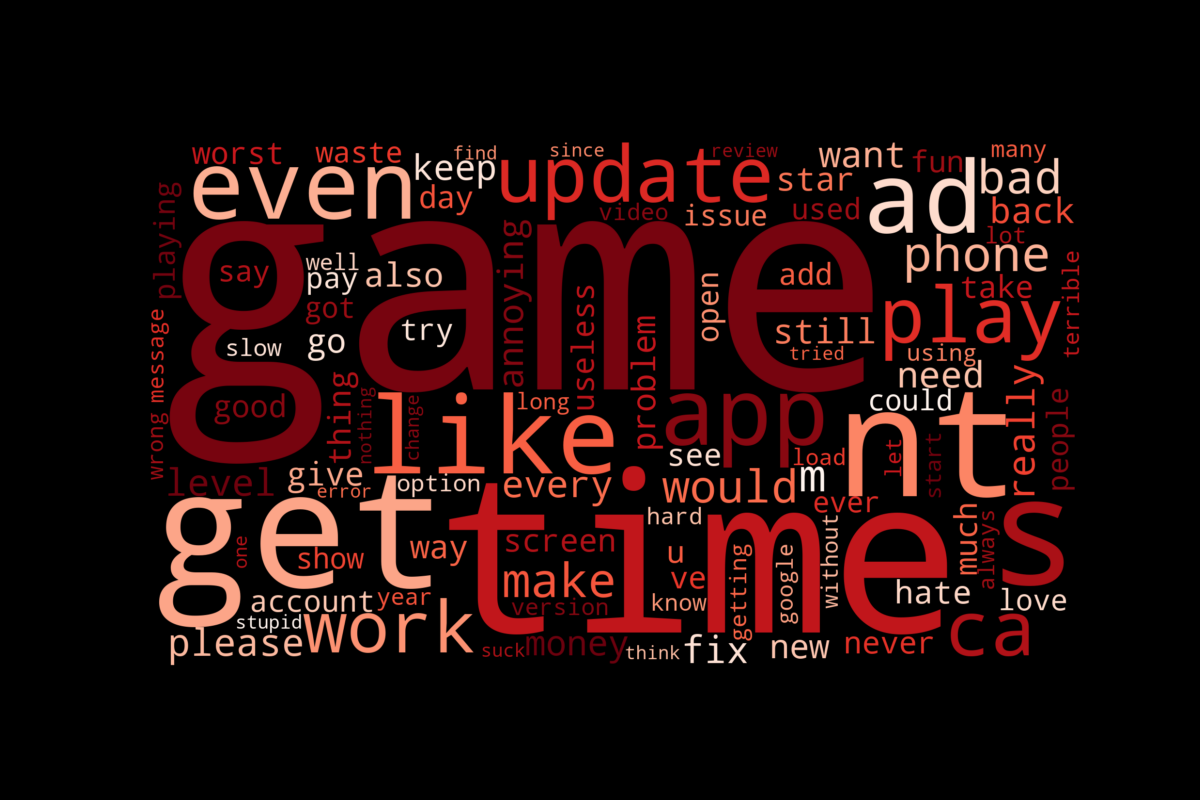 worst
waste
find
since
review
want
fun
many
even
keep
update
star
ad
bad
playing
day
video
issue
used
back
lot
game
annoying
phone
say
well
pay
also
open
add
take
terrible
got
useless
play
message
slow
go
try
problem
still
tried
using
need
good
thing
nothing
change
like
long
app
could
nt
really
people
wrong
level
give
error
option
see
load
m
let
start
every
would
ever
get
time
hard
s
much
always
one
show
way
screen
u
ve
getting
google
without
make
account
year
version
know
hate
love
stupid
please
work
suck
money
think
fix
new
never
ca